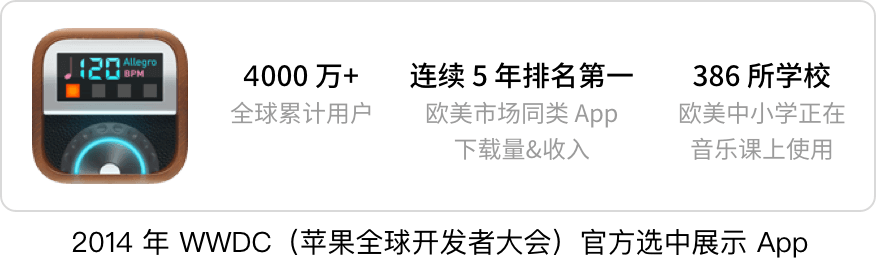 120 Allegro
BPM
4000 万+
全球累计用户
连续 5 年排名第一
欧美市场同类 App
下载量&收入
386 所学校
欧美中小学正在
音乐课上使用
2014 年 WWDC（苹果全球开发者大会）官方选中展示 App